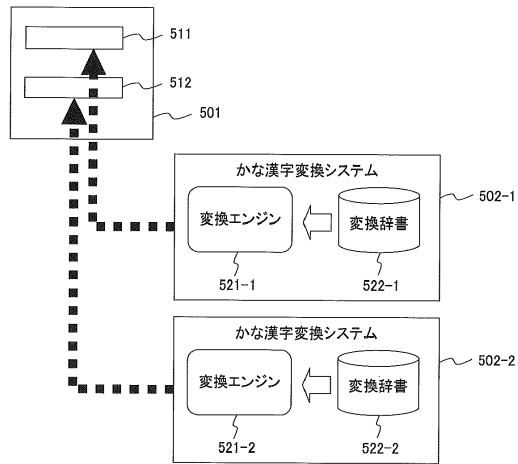 511
512
501
かな漢字変換システム
502-1
変換エンジン
変換辞書
521-1
522-1
かな漢字変換システム
502-2
変換エンジン
変換辞書
521-2
522-2